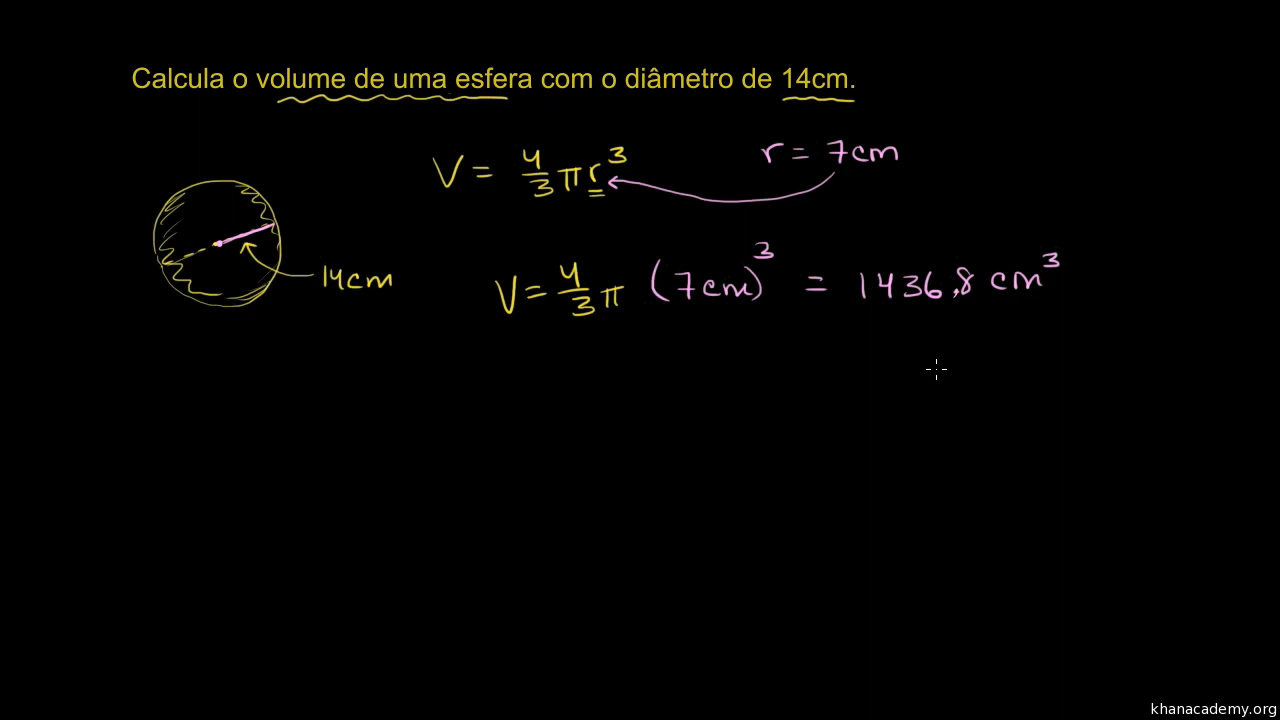 Calcula o volume de uma esfera com o diâmetro de 14cm.
V = 4/3 π r³
r = 7cm
14cm
V = 4/3 π (7cm)³ = 1436,8 cm³
khanacademy.org